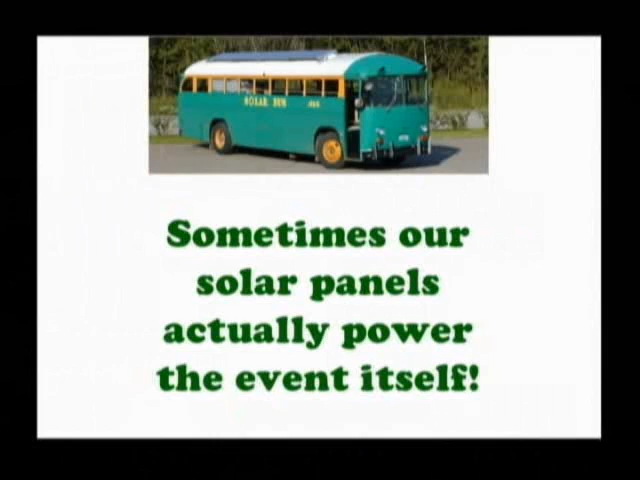 SOLAR BUS
Sometimes our
solar panels
actually power
the event itself!